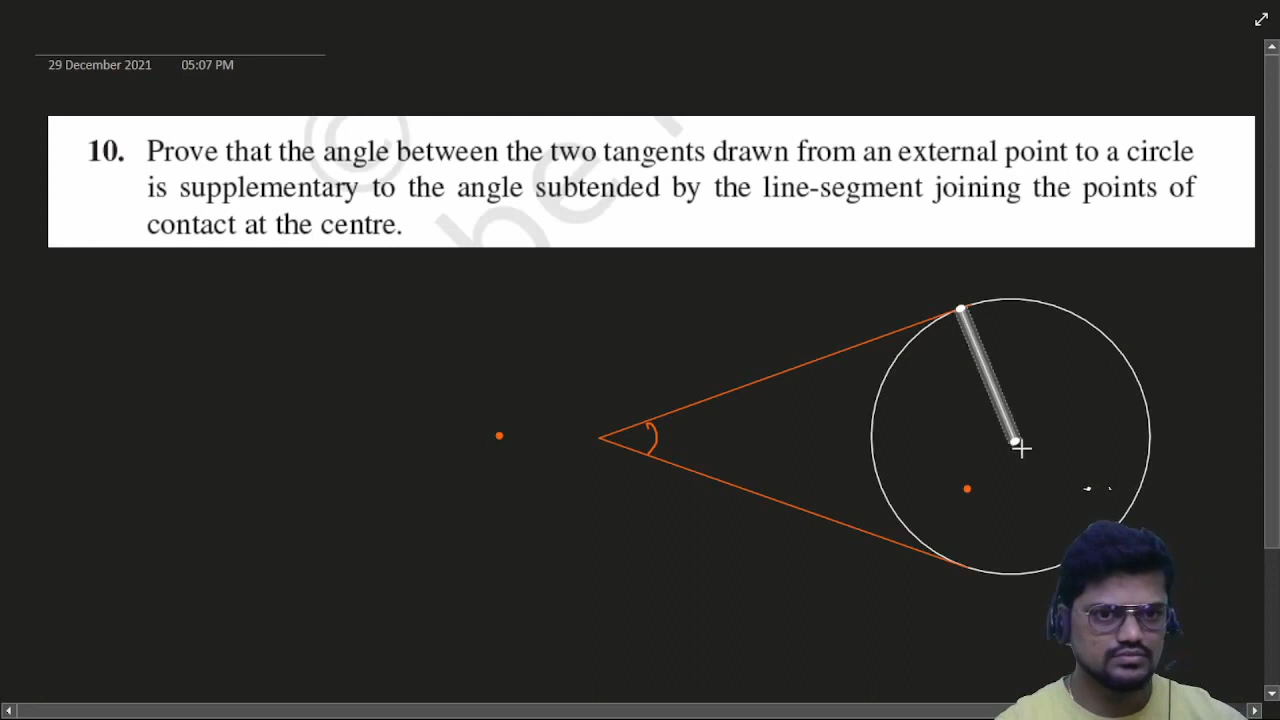 29 December 2021 05:07 PM
10. Prove that the angle between the two tangents drawn from an external point to a circle
is supplementary to the angle subtended by the line-segment joining the points of
contact at the centre.
©
be